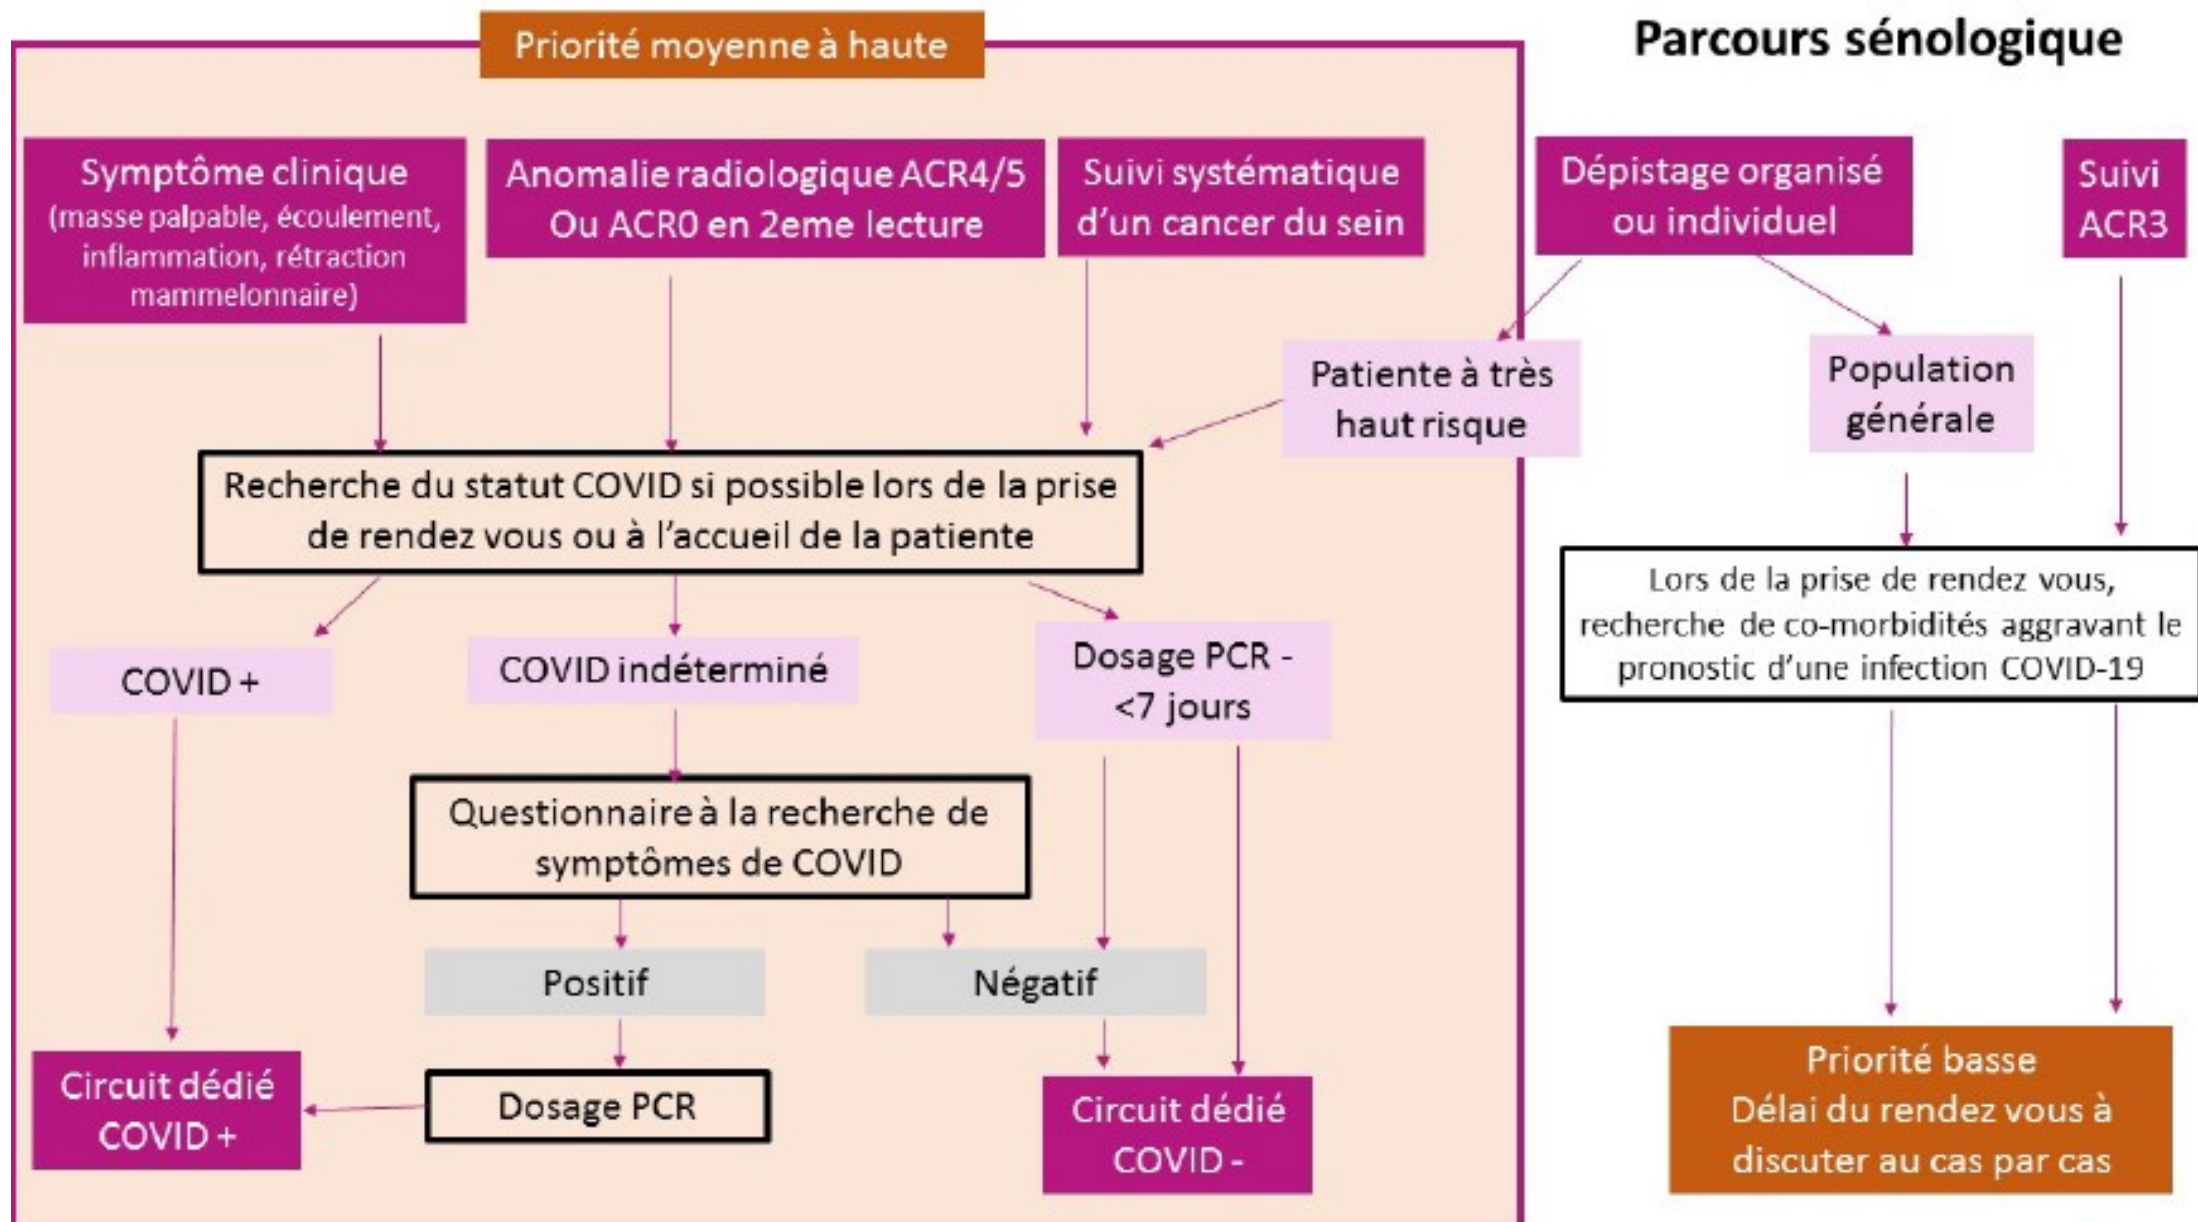 Priorité moyenne à haute
Parcours sénologique
Symptôme clinique
(masse palpable, écoulement,
inflammation, rétraction
mammelonnaire)
Anomalie radiologique ACR4/5
Ou ACR0 en 2eme lecture
Suivi systématique
d'un cancer du sein
Dépistage organisé
ou individuel
Suivi
ACR3
Patiente à très
haut risque
Population
générale
Recherche du statut COVID si possible lors de la prise
de rendez vous ou à l'accueil de la patiente
Lors de la prise de rendez vous,
recherche de co-morbidités aggravant le
pronostic d'une infection COVID-19
COVID +
COVID indéterminé
Dosage PCR -
<7 jours
Questionnaire à la recherche de
symptômes de COVID
Positif
Négatif
Circuit dédié
COVID +
Dosage PCR
Circuit dédié
COVID -
Priorité basse
Délai du rendez vous à
discuter au cas par cas